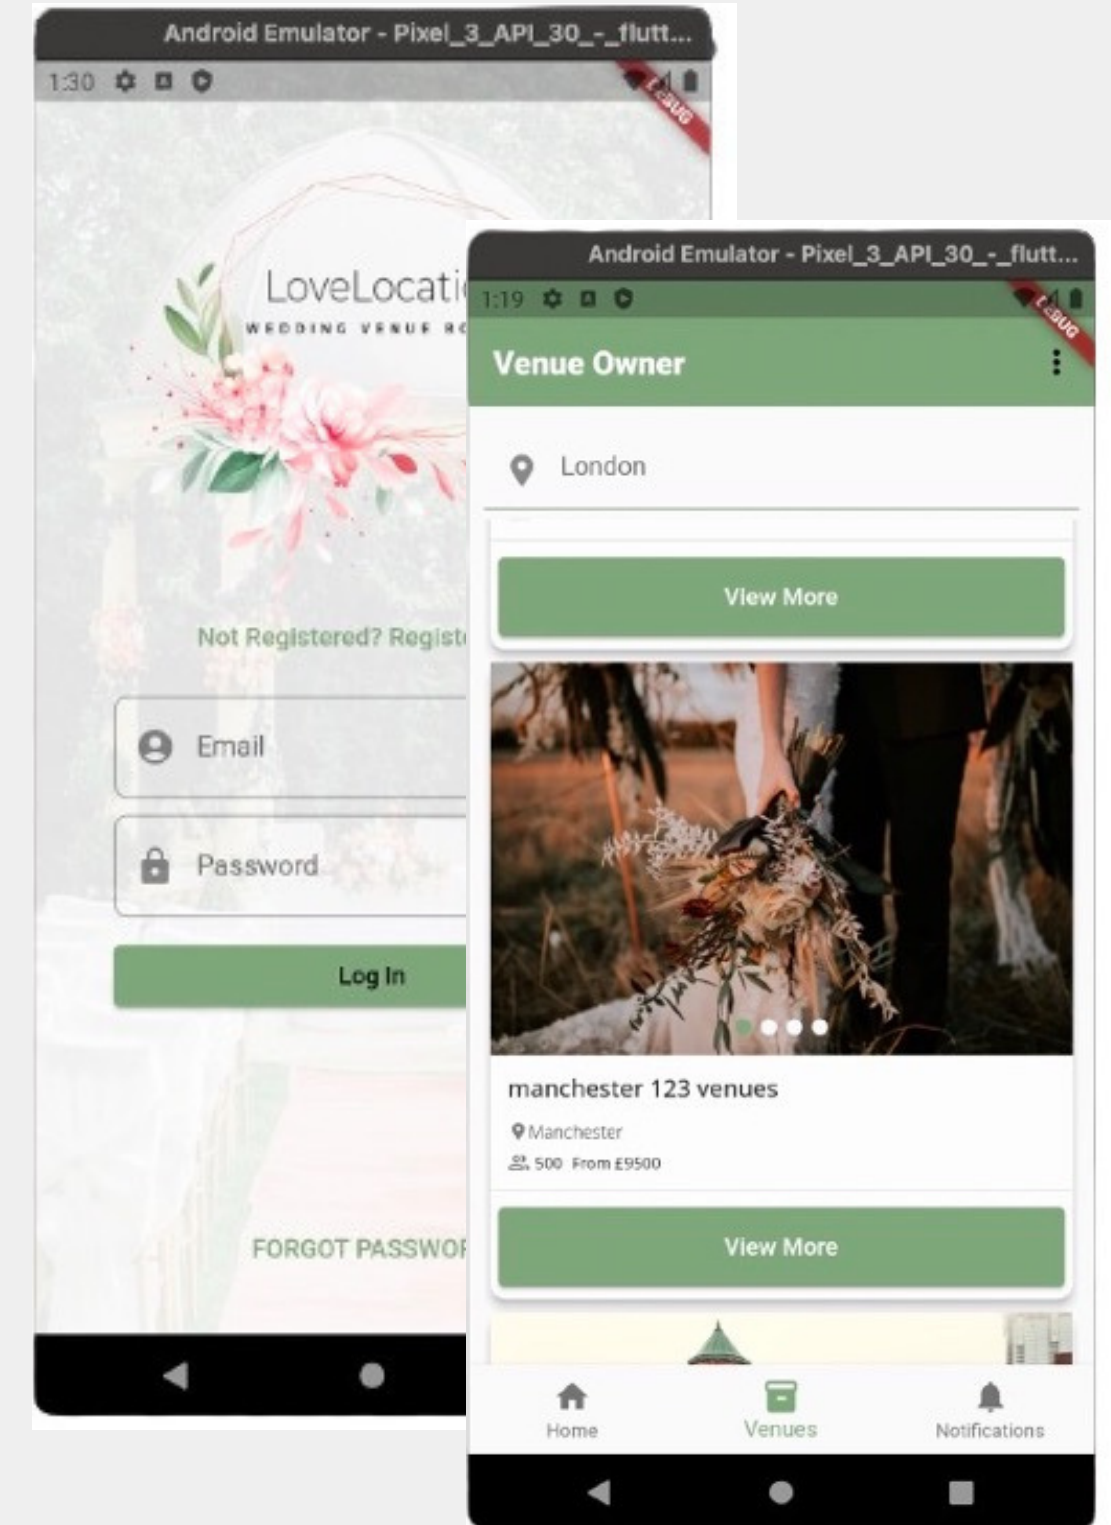 Android Emulator - Pixel_3_API_30_-_flutt...
1:30
DEBUG
LoveLocati
WEDDING VENUE BO
Not Registered? Registe
Email
Password
Log In
FORGOT PASSWOR
Android Emulator - Pixel_3_API_30_-_flutt...
1:19
DEBUG
Venue Owner
London
View More
manchester 123 venues
Manchester
500 From £9500
View More
Home
Venues
Notifications